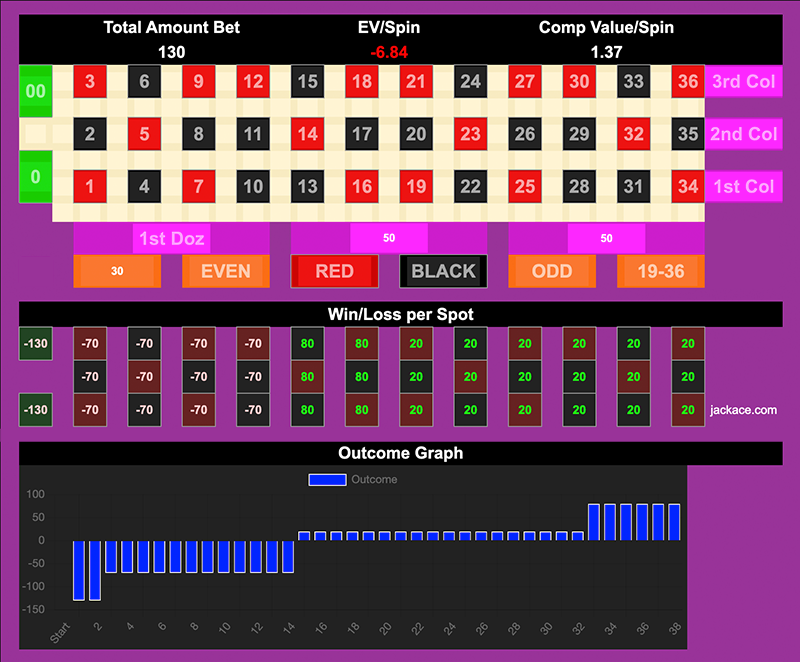 Total Amount Bet EV/Spin Comp Value/Spin
130 -6.84 1.37
00 3 6 9 12 15 18 21 24 27 30 33 36 3rd Col
2 5 8 11 14 17 20 23 26 29 32 35 2nd Col
0 1 4 7 10 13 16 19 22 25 28 31 34 1st Col
1st Doz 50 50
30 EVEN RED BLACK ODD 19-36
Win/Loss per Spot
-130 -70 -70 -70 -70 80 80 20 20 20 20 20 20
-70 -70 -70 -70 80 80 20 20 20 20 20 20
-130 -70 -70 -70 -70 80 80 20 20 20 20 20 20 jackace.com
Outcome Graph
Outcome
100
50
0
-50
-100
-150
Start 2 4 6 8 10 12 14 16 18 20 22 24 26 28 30 32 34 36 38